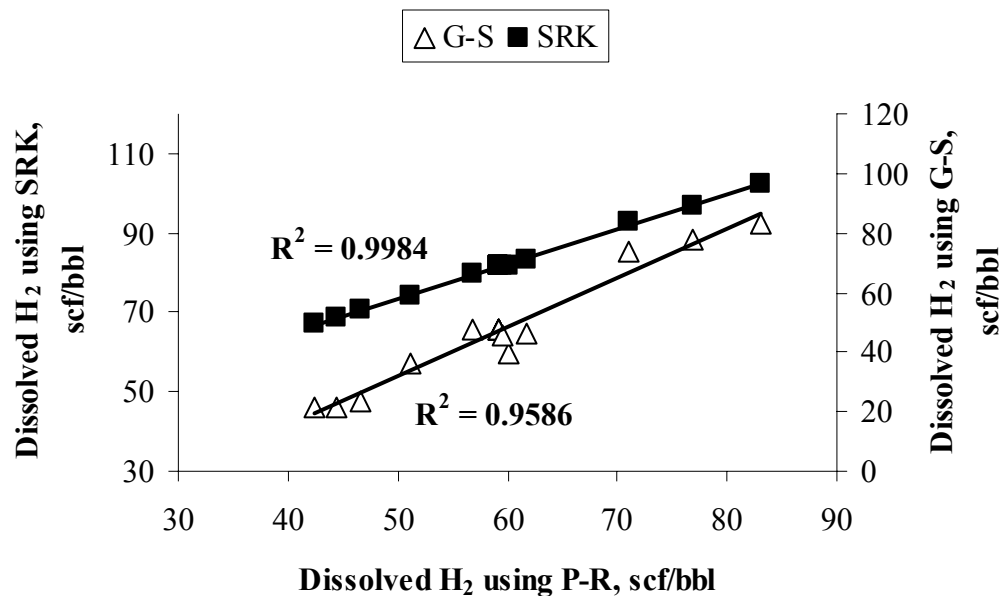 G-S SRK
Dissolved H₂ using SRK,
scf/bbl
110
90
70
50
30
R² = 0.9984
R² = 0.9586
120
100
80
60
40
20
0
Dissolved H₂ using G-S,
scf/bbl
30 40 50 60 70 80 90
Dissolved H₂ using P-R, scf/bbl